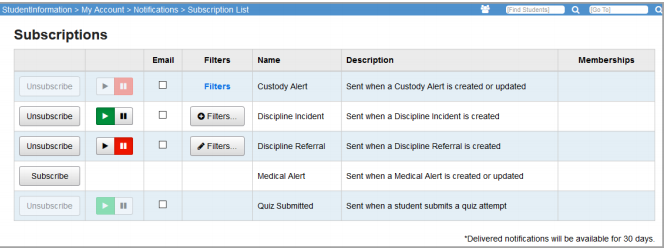 StudentInformation > My Account > Notifications > Subscription List [Find Students] [Go To]
Subscriptions
Email Filters Name Description Memberships
Unsubscribe Filters Custody Alert Sent when a Custody Alert is created or updated
Unsubscribe Filters... Discipline Incident Sent when a Discipline Incident is created
Unsubscribe Filters... Discipline Referral Sent when a Discipline Referral is created
Subscribe Medical Alert Sent when a Medical Alert is created or updated
Unsubscribe Quiz Submitted Sent when a student submits a quiz attempt
*Delivered notifications will be available for 30 days.